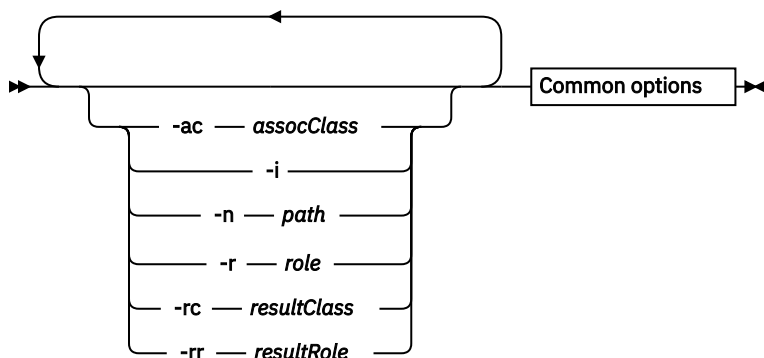 Common options
-ac assocClass
-i
-n path
-r role
-rc resultClass
-rr resultRole